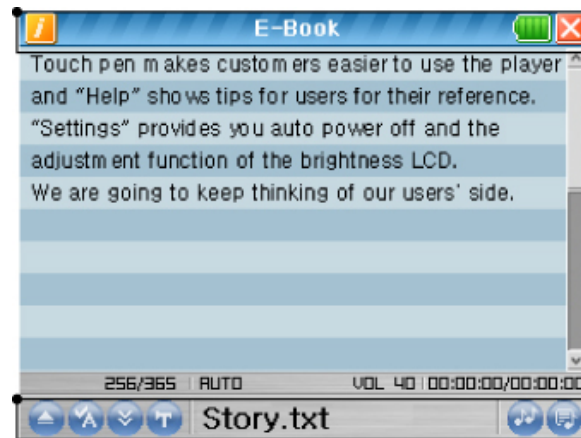 E-Book
Touch pen makes customers easier to use the player
and “Help” shows tips for users for their reference.
“Settings” provides you auto power off and the
adjustment function of the brightness LCD.
We are going to keep thinking of our users' side.
256/365 AUTO VOL 40 00:00:00/00:00:00
A T Story.txt